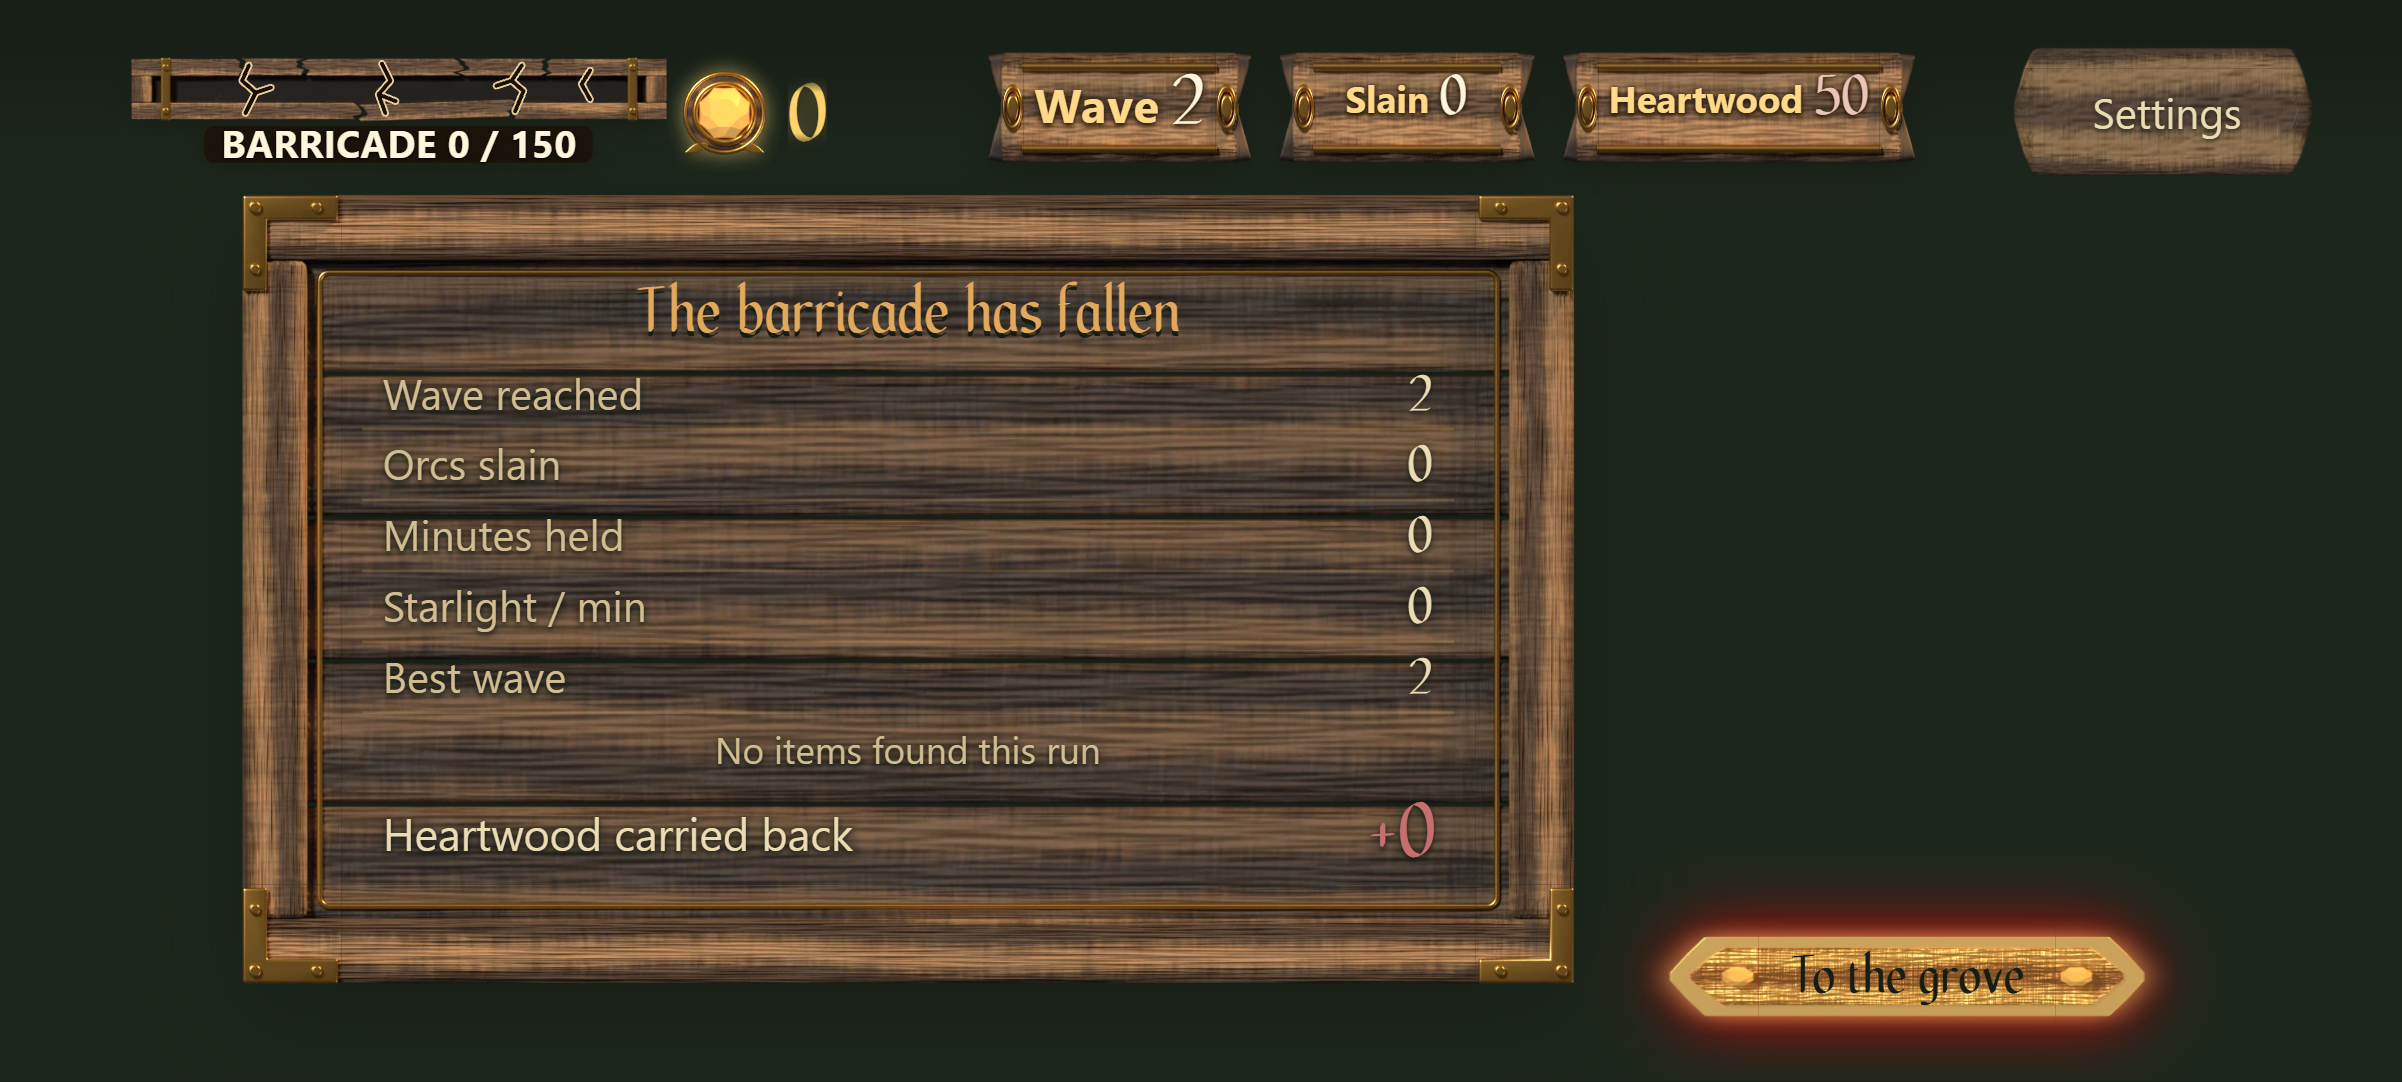 BARRICADE 0 / 150
0
Wave 2
Slain 0
Heartwood 50
Settings
The barricade has fallen
Wave reached 2
Orcs slain 0
Minutes held 0
Starlight / min 0
Best wave 2
No items found this run
Heartwood carried back +0
To the grove